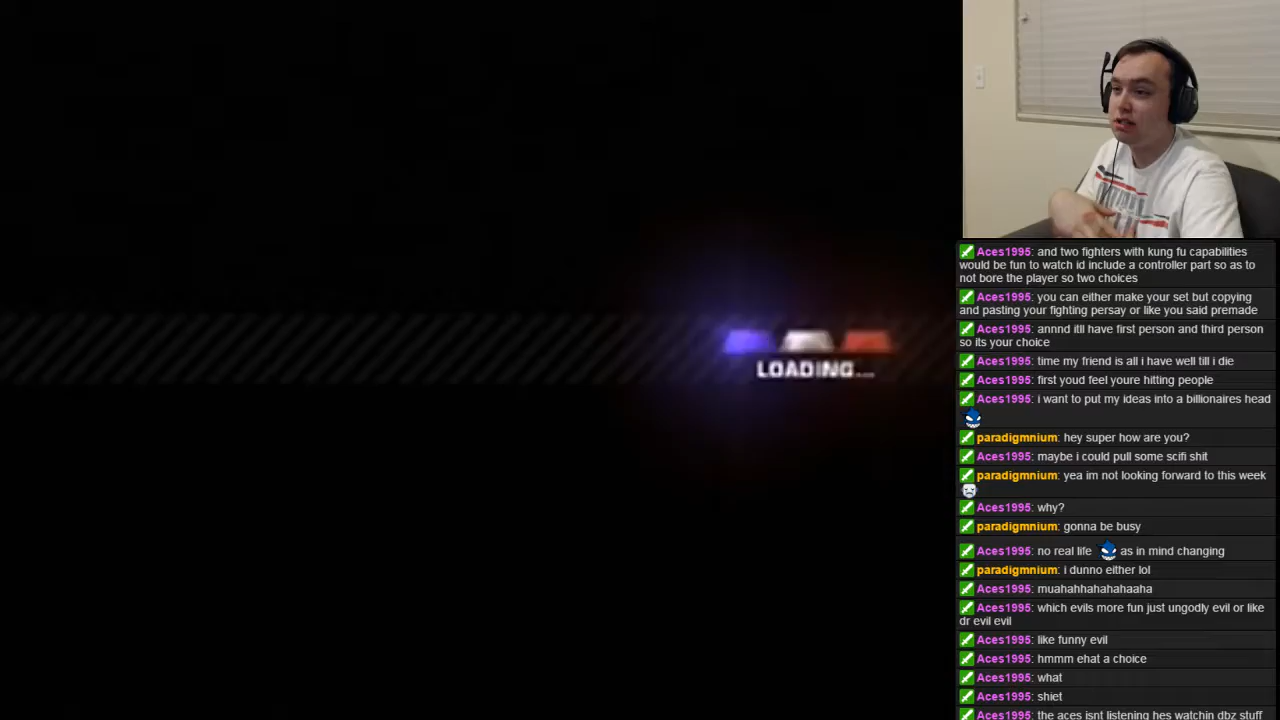 LOADING...
Aces1995: and two fighters with kung fu capabilities
would be fun to watch id include a controller part so as to
not bore the player so two choices
Aces1995: you can either make your set but copying
and pasting your fighting persay or like you said premade
Aces1995: annnd itll have first person and third person
so its your choice
Aces1995: time my friend is all i have well till i die
Aces1995: first youd feel youre hitting people
Aces1995: i want to put my ideas into a billionaires head
paradigmnium: hey super how are you?
Aces1995: maybe i could pull some scifi shit
paradigmnium: yea im not looking forward to this week
Aces1995: why?
paradigmnium: gonna be busy
Aces1995: no real life as in mind changing
paradigmnium: i dunno either lol
Aces1995: muahahhahahahaaha
Aces1995: which evils more fun just ungodly evil or like
dr evil evil
Aces1995: like funny evil
Aces1995: hmmm ehat a choice
Aces1995: what
Aces1995: shiet
Aces1995: the aces isnt listening hes watchin dbz stuff